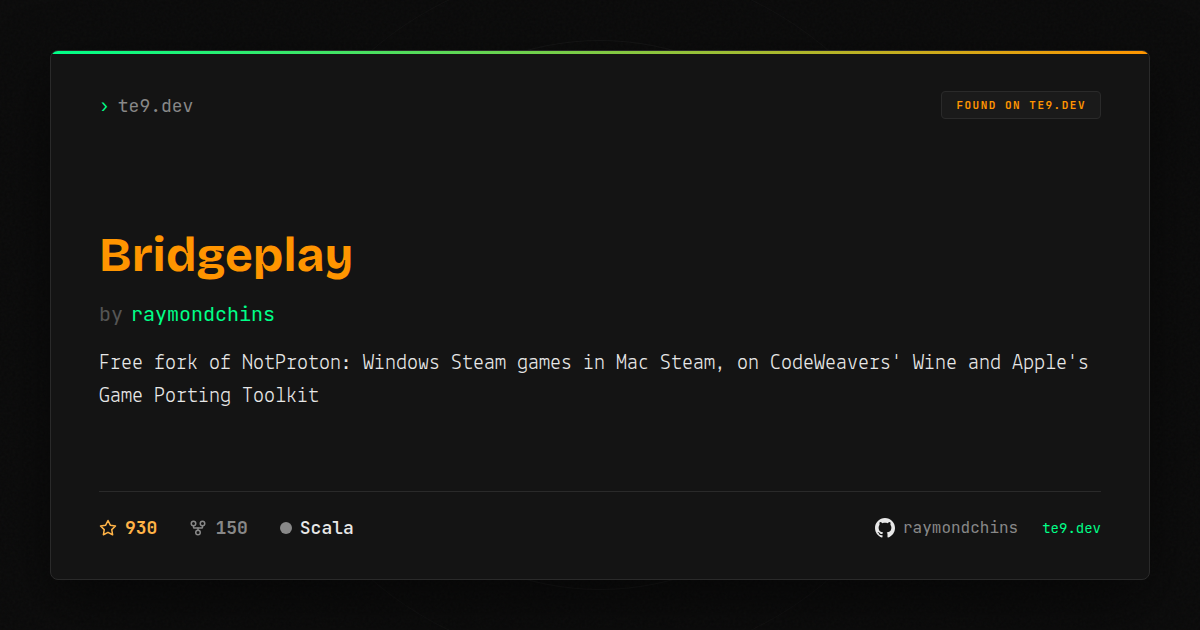 › te9.dev
FOUND ON TE9.DEV
Bridgeplay
by raymondchins
Free fork of NotProton: Windows Steam games in Mac Steam, on CodeWeavers' Wine and Apple's
Game Porting Toolkit
930 150 Scala
raymondchins te9.dev